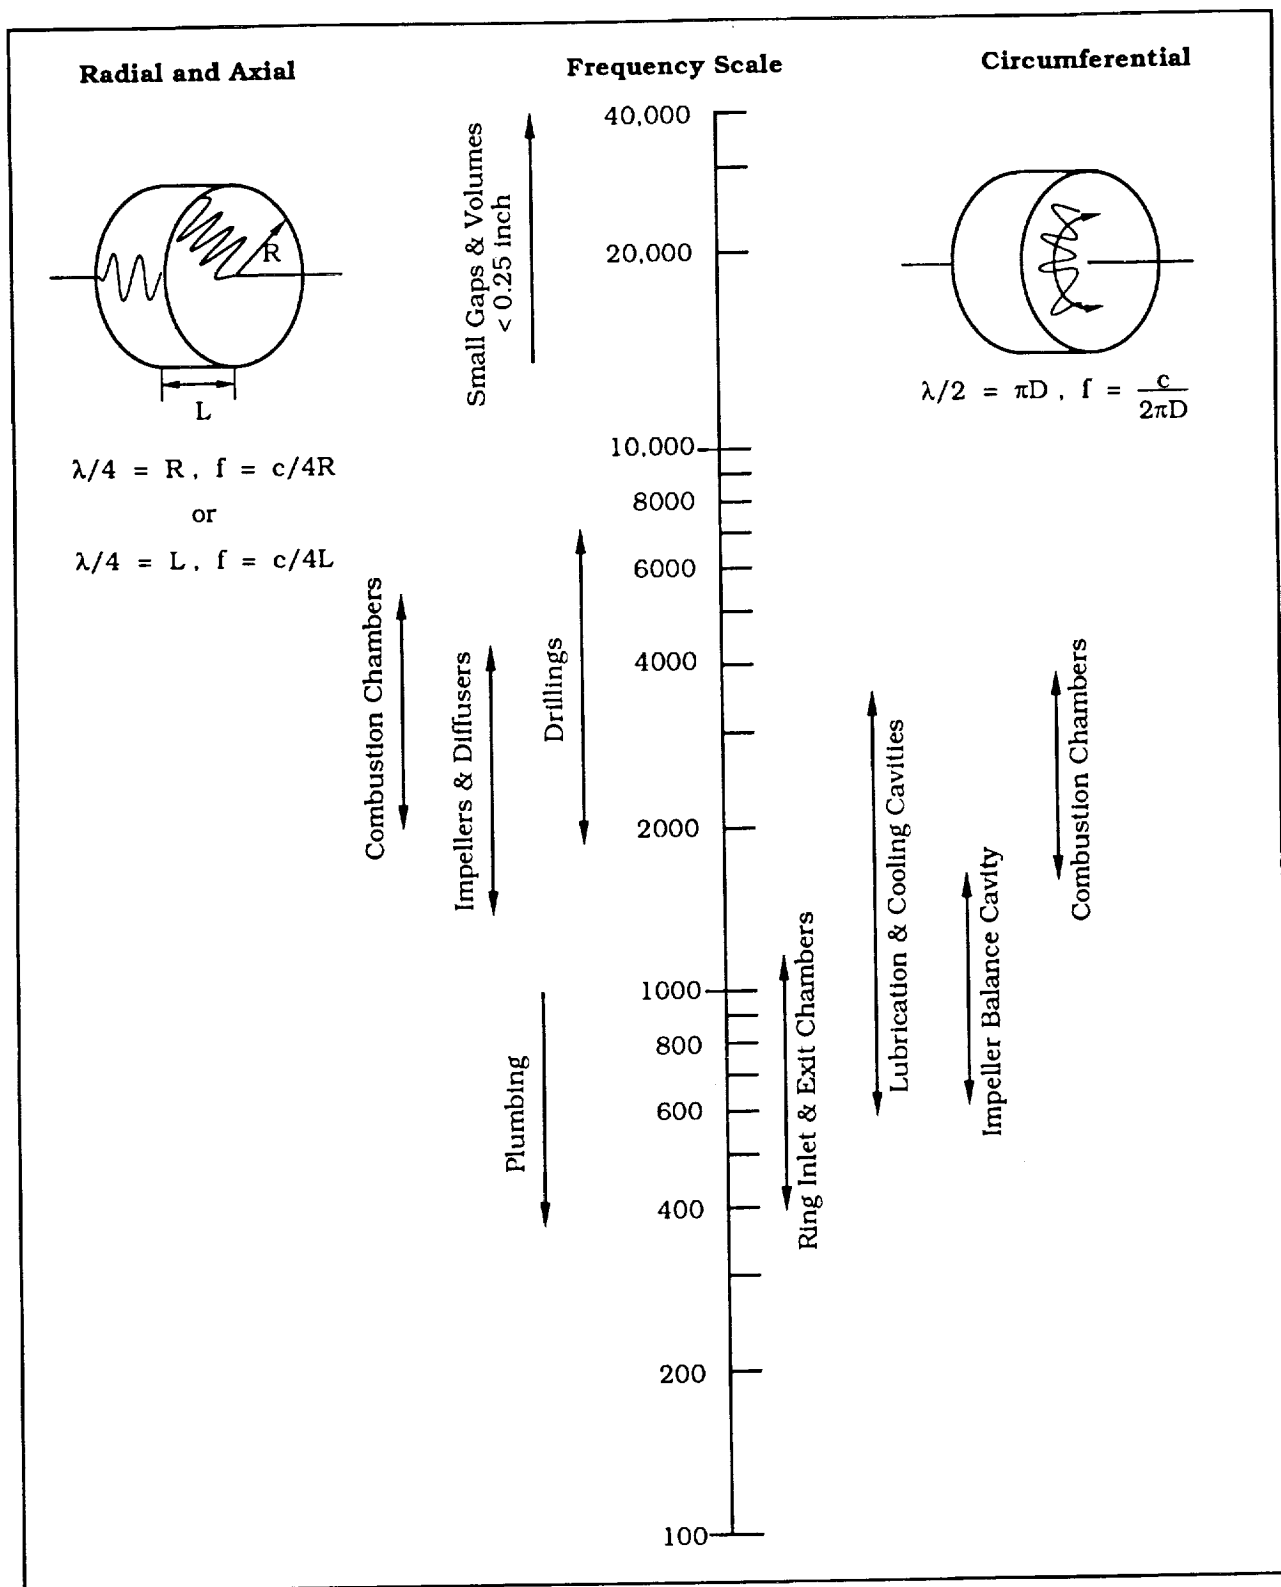 Radial and Axial
R
L
λ/4 = R, f = c/4R
or
λ/4 = L, f = c/4L
Combustion Chambers
Impellers & Diffusers
Small Gaps & Volumes
< 0.25 inch
Drillings
Plumbing
Frequency Scale
40,000
20,000
10,000
8000
6000
4000
2000
1000
800
600
400
200
100
Ring Inlet & Exit Chambers
Lubrication & Cooling Cavities
Impeller Balance Cavity
Combustion Chambers
Circumferential
λ/2 = πD, f = c/2πD